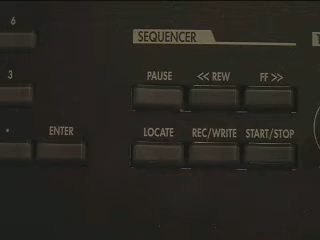 6
SEQUENCER
3
PAUSE
<< REW
FF >>
ENTER
LOCATE
REC/WRITE
START/STOP